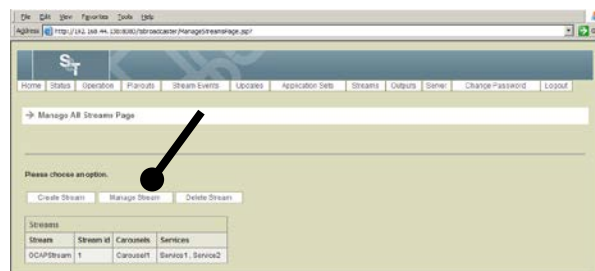 File Edit View Favorites Tools Help
Address http://192.168.44.130:8080/tsbroadcaster/ManageStreamsPage.jsp?
ST
Home Status Operation Playouts Stream Events Updates Application Sets Streams Outputs Server Change Password Logout
Manage All Streams Page
Please choose an option.
Create Stream Manage Stream Delete Stream
Streams
Stream Stream id Carousels Services
OCAPStream 1 Carousel1 Service1 , Service2